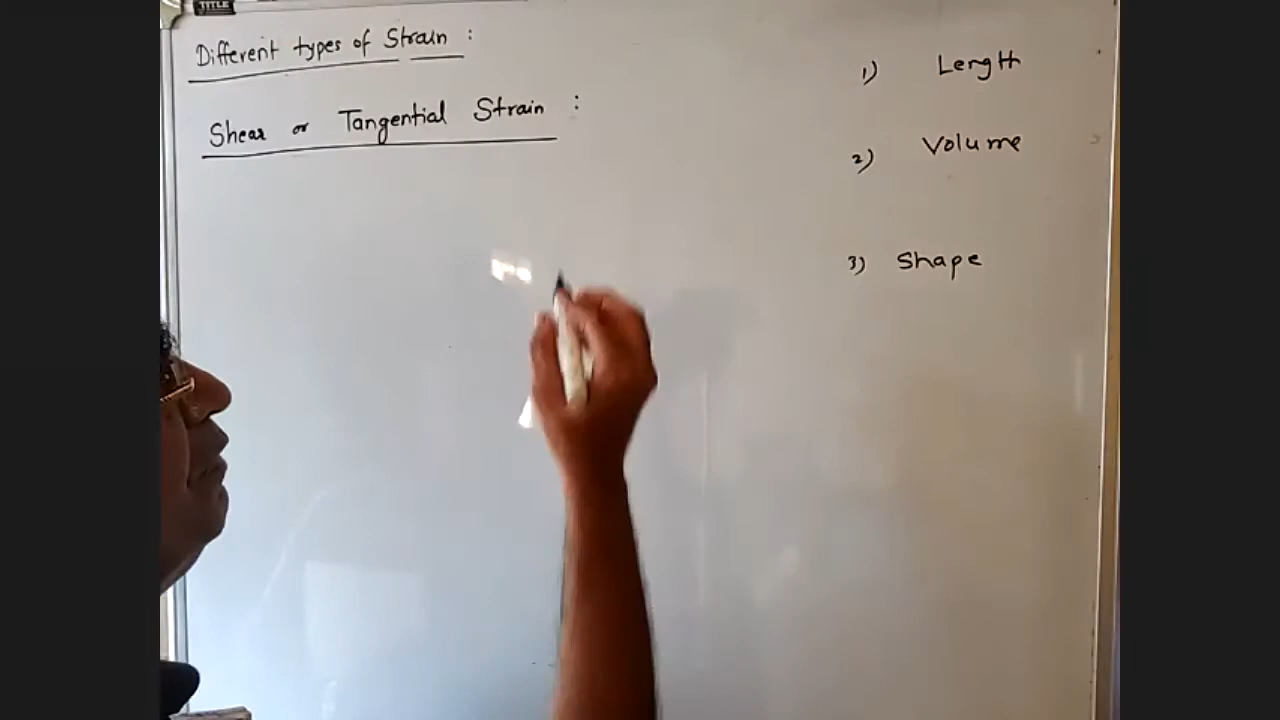 TITLE
Different types of Strain :
Shear or Tangential Strain :
1) Length
2) Volume
3) Shape